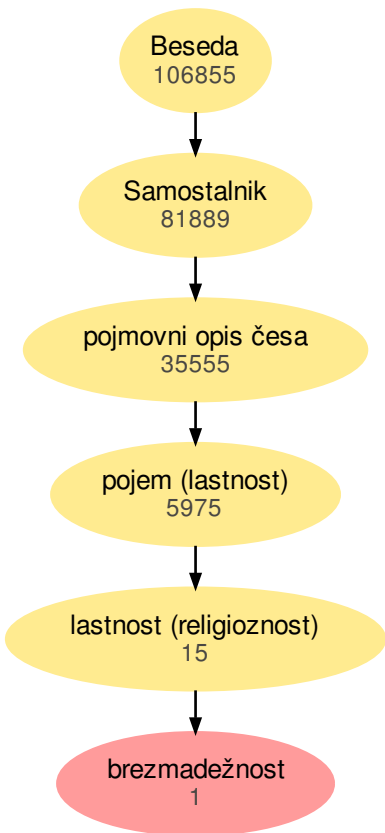 Beseda
106855
Samostalnik
81889
pojmovni opis česa
35555
pojem (lastnost)
5975
lastnost (religioznost)
15
brezmadežnost
1